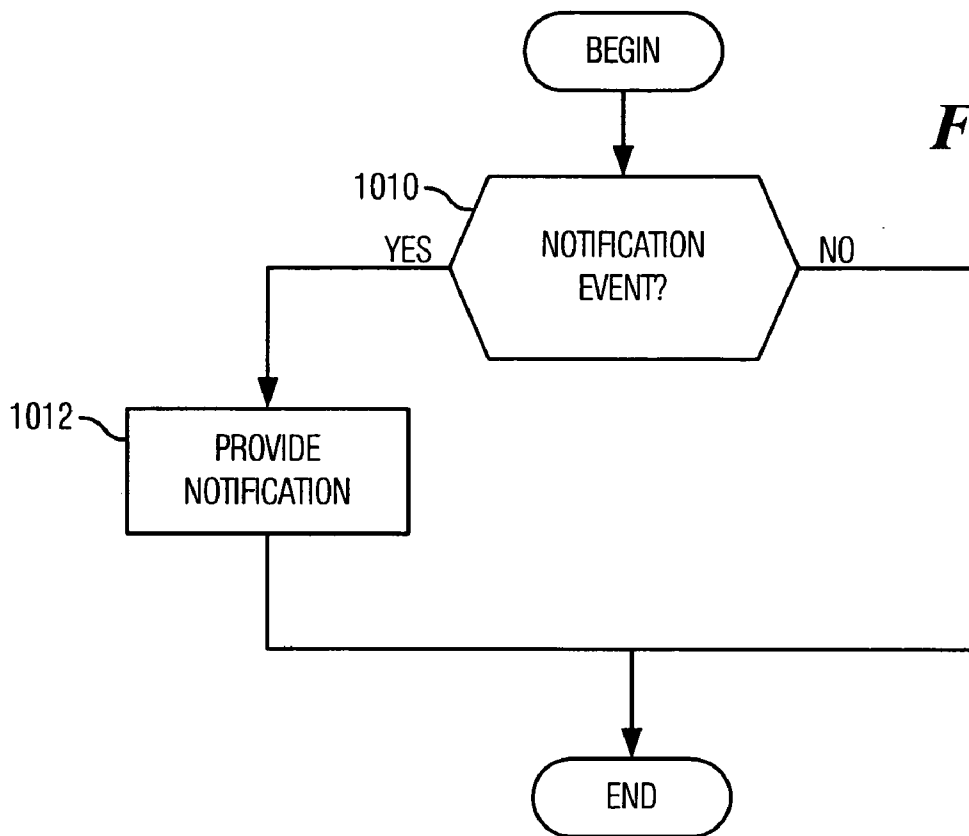 BEGIN
F
1010
NOTIFICATION
EVENT?
YES
NO
1012
PROVIDE
NOTIFICATION
END